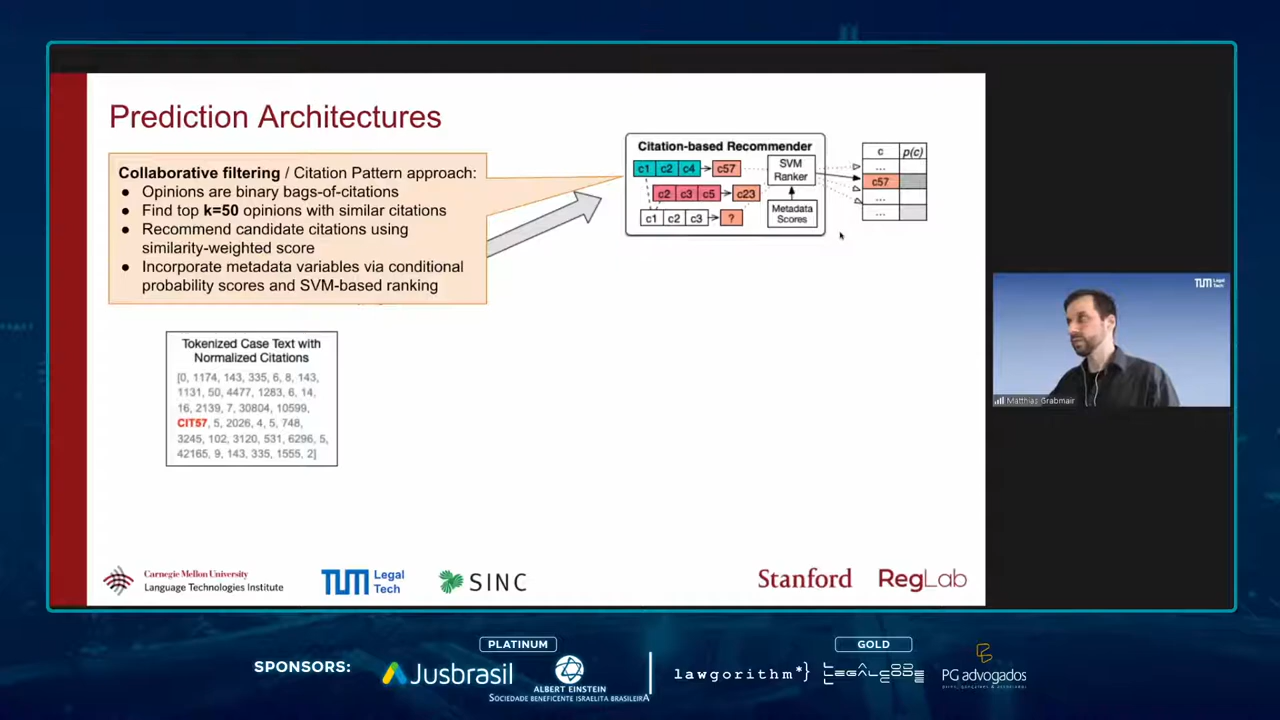 Prediction Architectures
Collaborative filtering / Citation Pattern approach:
● Opinions are binary bags-of-citations
● Find top k=50 opinions with similar citations
● Recommend candidate citations using
similarity-weighted score
● Incorporate metadata variables via conditional
probability scores and SVM-based ranking
Citation-based Recommender
c1 c2 c4 c57
c2 c3 c5 c23
c1 c2 c3 ?
SVM
Ranker
Metadata
Scores
c p(c)
...
c57
...
...
Tokenized Case Text with
Normalized Citations
[0, 1174, 143, 335, 6, 8, 143,
1131, 50, 4477, 1283, 6, 14,
16, 2139, 7, 30804, 10599,
CIT57, 5, 2026, 4, 5, 748,
3245, 102, 3120, 531, 6296, 5,
42165, 9, 143, 335, 1555, 2]
TUM Legal
Tech
Matthias Grabmair
Carnegie Mellon University
Language Technologies Institute
TUM Legal
Tech
SINC
Stanford RegLab
PLATINUM
GOLD
SPONSORS:
Jusbrasil
ALBERT EINSTEIN
SOCIEDADE BENEFICENTE ISRAELITA BRASILEIRA
lawgorithm*}
LEGALCODE
PG advogados